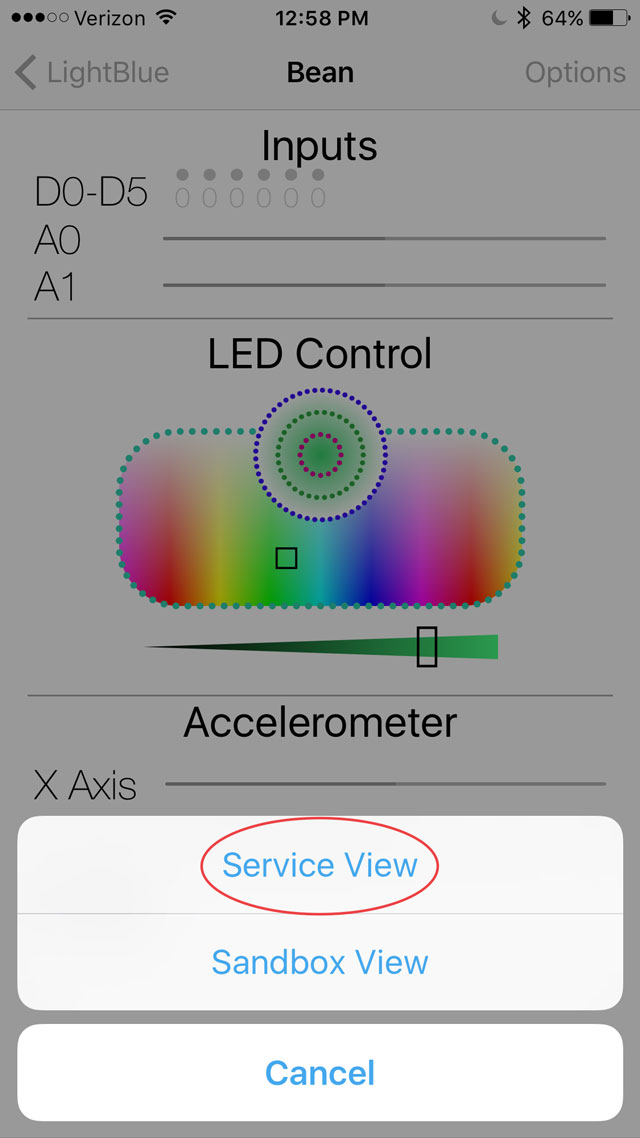 Verizon 12:58 PM 64%
LightBlue Bean Options
Inputs
D0-D5 0 0 0 0 0 0
A0
A1
LED Control
Accelerometer
X Axis
Service View
Sandbox View
Cancel